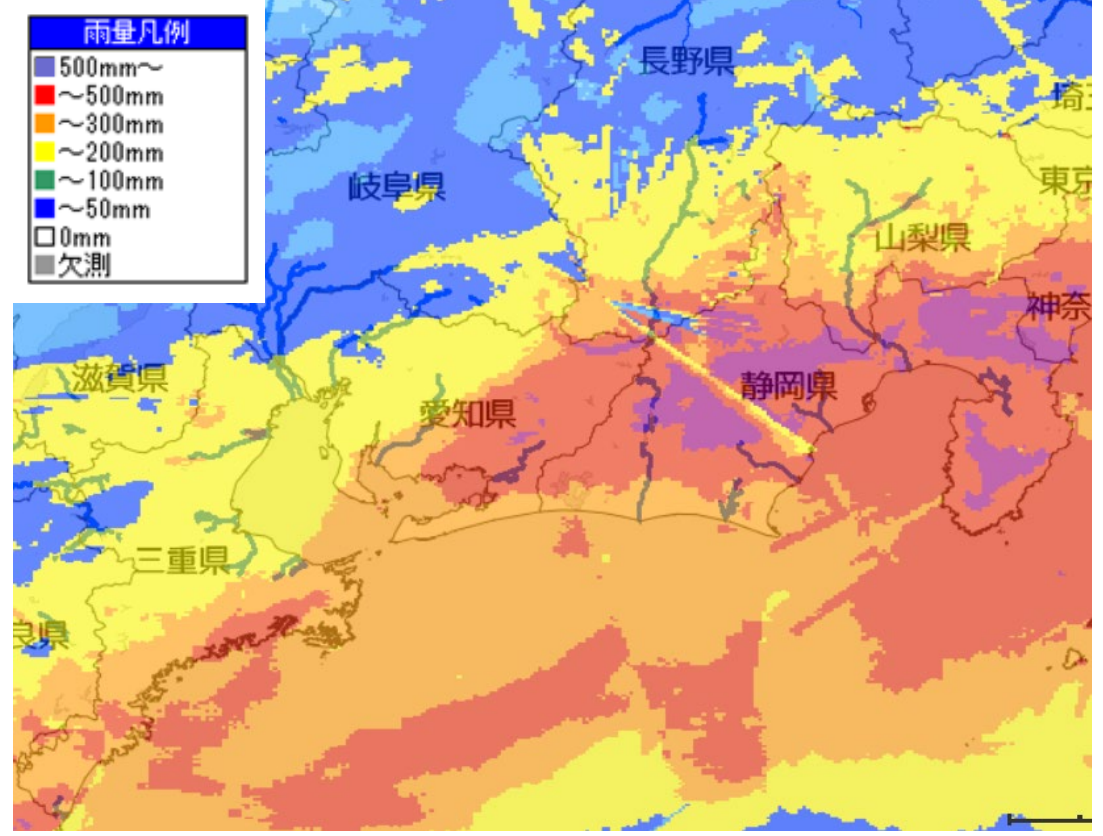 雨量凡例
500mm～
～500mm
～300mm
～200mm
～100mm
～50mm
0mm
欠測
長野県
埼玉
岐阜県
東京
山梨県
神奈
滋賀県
静岡県
愛知県
三重県
良県